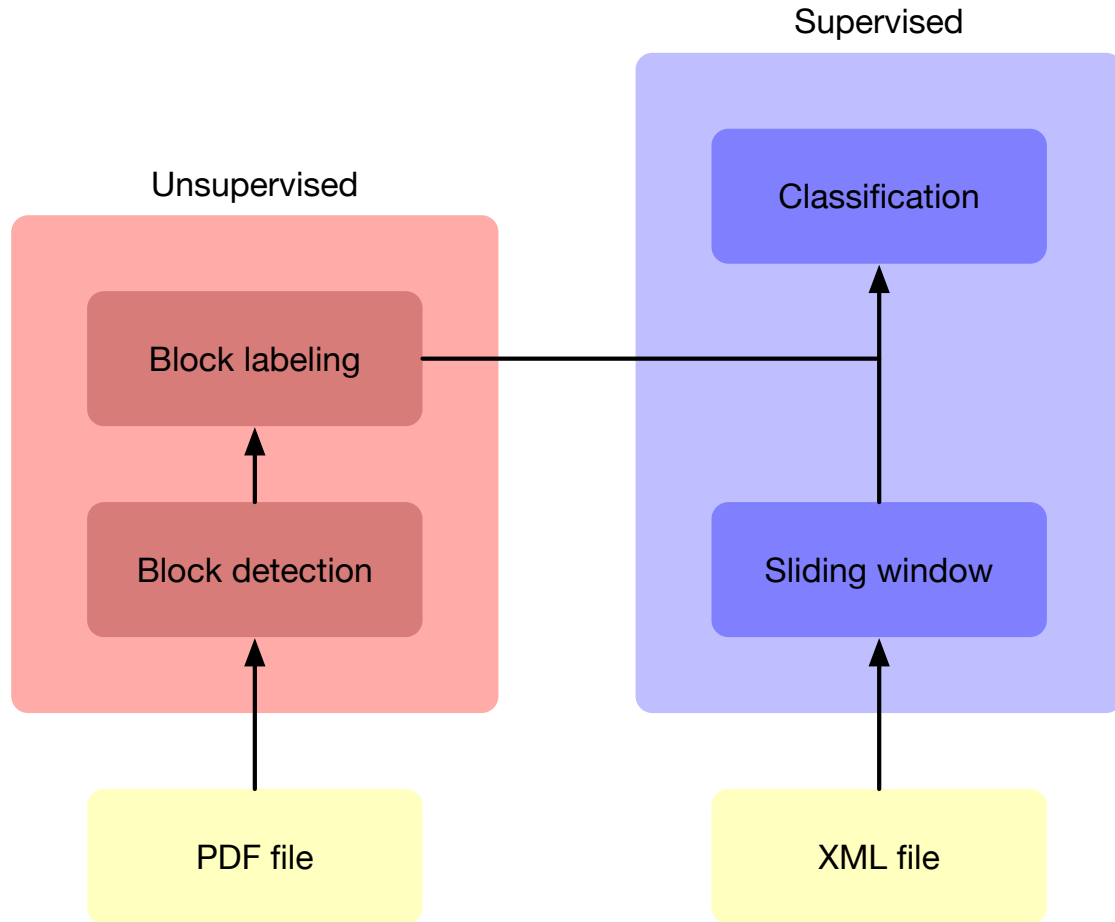 Supervised
Classification
Unsupervised
Block labeling
Block detection
Sliding window
PDF file
XML file